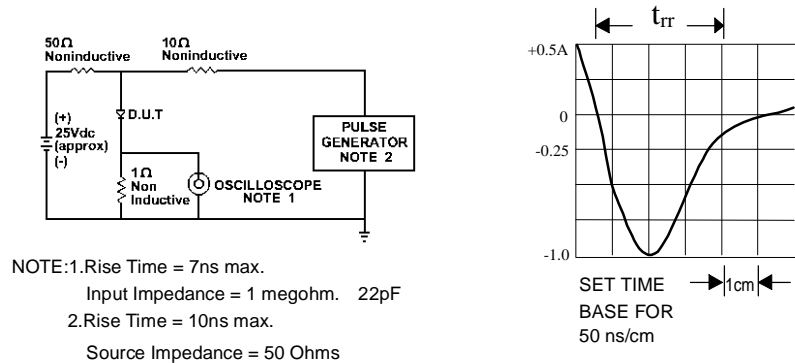 50Ω
Noninductive
10Ω
Noninductive
(+)
25Vdc
(approx)
(-)
D.U.T
1Ω
Non
Inductive
OSCILLOSCOPE
NOTE 1
PULSE
GENERATOR
NOTE 2
NOTE:1.Rise Time = 7ns max.
Input Impedance = 1 megohm. 22pF
2.Rise Time = 10ns max.
Source Impedance = 50 Ohms
trr
+0.5A
0
-0.25
-1.0
SET TIME
BASE FOR
50 ns/cm
1cm